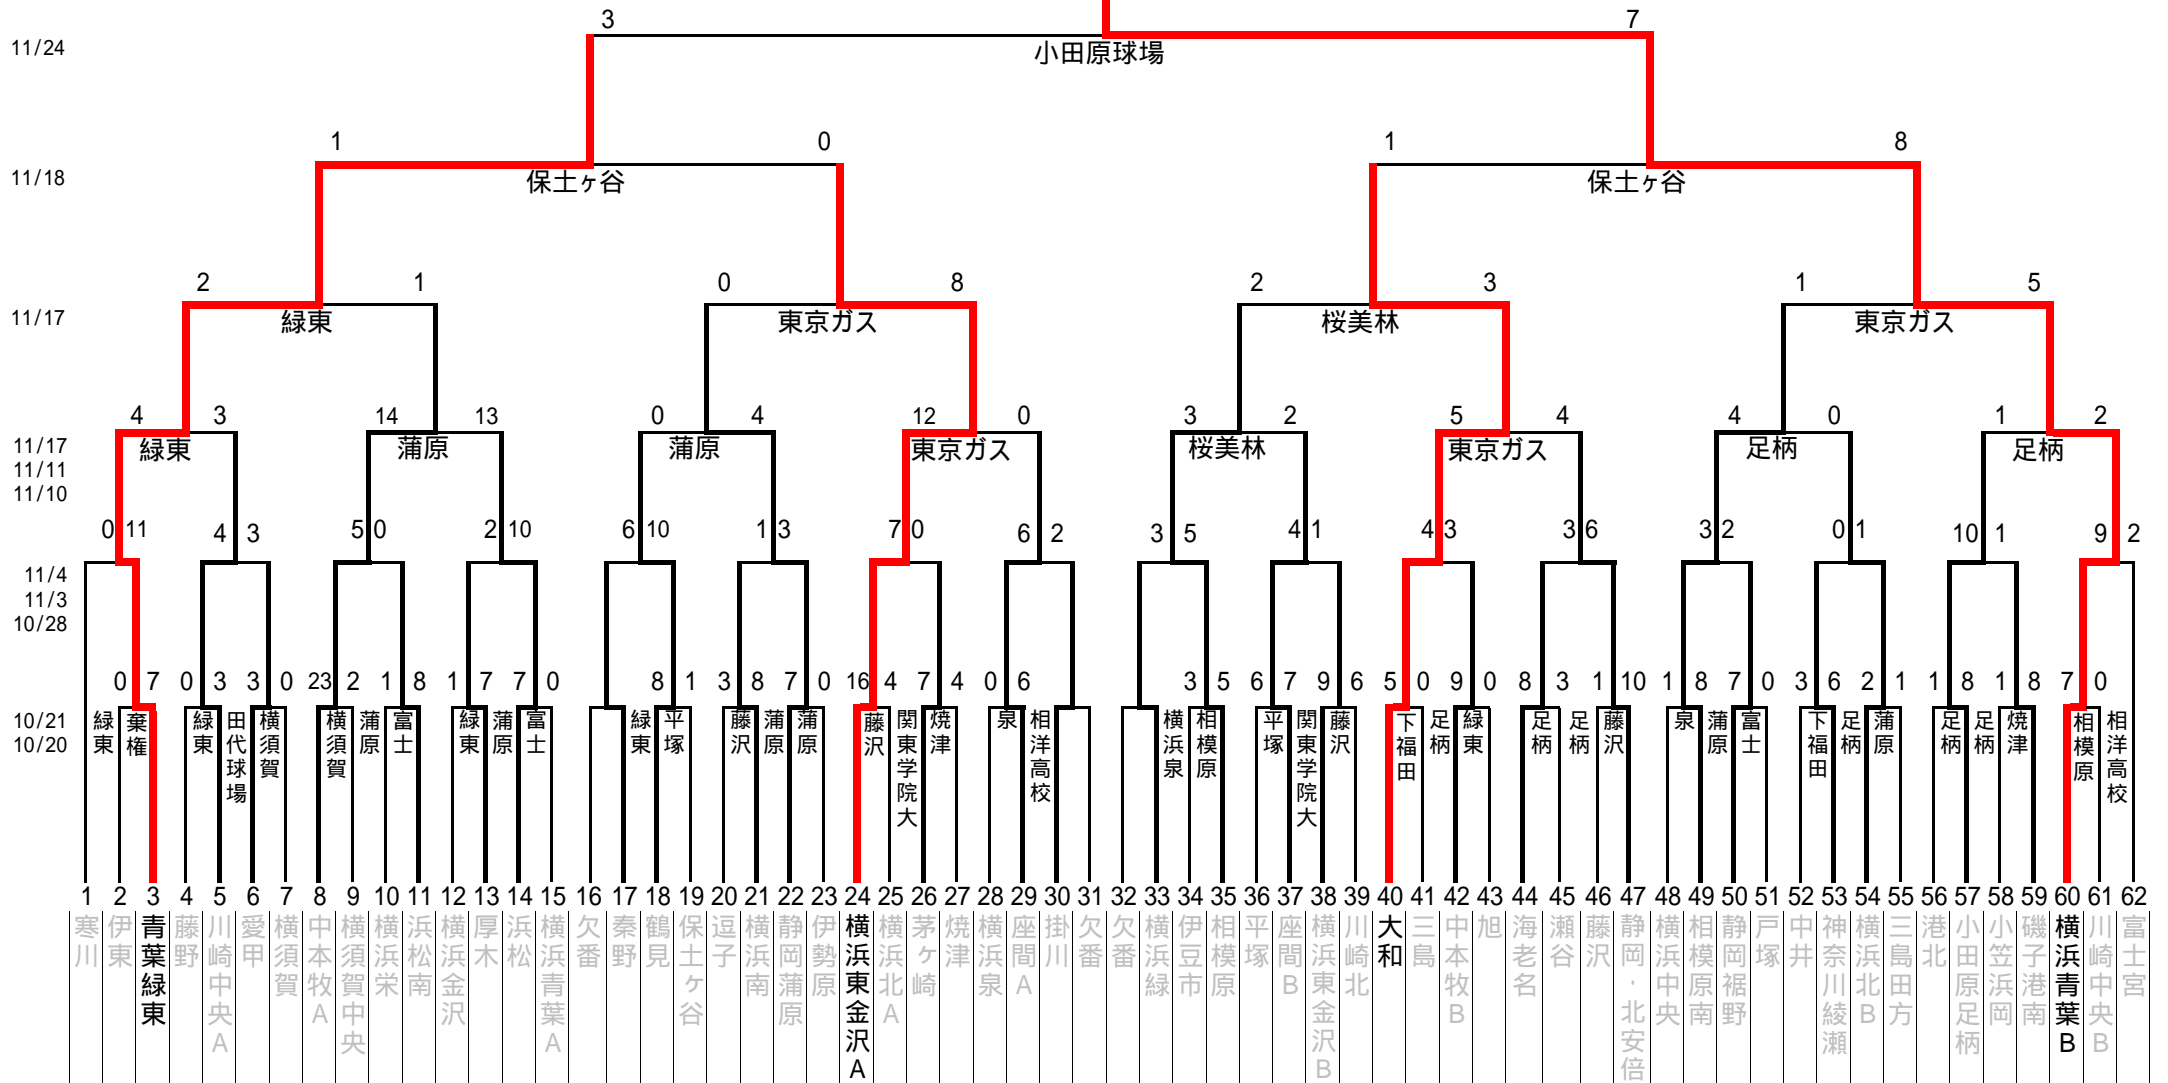 3 7
11/24
小田原球場
1 0 1 8
11/18
保土ヶ谷 保土ヶ谷
2 1 0 8 2 3 1 5
11/17
緑東 東京ガス 桜美林 東京ガス
4 3 14 13 0 4 12 0 3 2 5 4 4 0 1 2
11/17
緑東 蒲原 蒲原 東京ガス 桜美林 東京ガス 足柄 足柄
11/11
11/10
0 11 4 3 5 0 2 10 6 10 1 3 7 0 6 2 3 5 4 1 4 3 3 6 3 2 0 1 10 1 9 2
11/4
11/3
10/28
0 7 0 3 3 0 23 2 1 8 1 7 7 0 8 1 3 8 7 0 16 4 7 4 0 6 3 5 6 7 9 6 5 0 9 0 8 3 1 10 1 8 7 0 3 6 2 1 1 8 1 8 7 0
10/21
10/20
緑東
棄権
緑東
田代球場
横須賀
横須賀
蒲原
富士
緑東
蒲原
富士
緑東
平塚
藤沢
蒲原
蒲原
藤沢
関東学院大
焼津
泉
相洋高校
横浜泉
相模原
平塚
関東学院大
藤沢
下福田
足柄
緑東
足柄
足柄
藤沢
泉
蒲原
富士
下福田
足柄
蒲原
足柄
足柄
焼津
相模原
相洋高校
1 2 3 4 5 6 7 8 9 10 11 12 13 14 15 16 17 18 19 20 21 22 23 24 25 26 27 28 29 30 31 32 33 34 35 36 37 38 39 40 41 42 43 44 45 46 47 48 49 50 51 52 53 54 55 56 57 58 59 60 61 62
寒川
伊東
青葉緑東
藤野
川崎中央A
愛甲
横須賀
中本牧A
横須賀中央
横浜栄
浜松南
横浜金沢
厚木
浜松
横浜青葉A
欠番
秦野
鶴見
保土ヶ谷
逗子
横浜南
静岡蒲原
伊勢原
横浜東金沢A
横浜北A
茅ヶ崎
焼津
横浜泉
座間A
掛川
欠番
欠番
横浜緑
伊豆市
相模原
平塚
座間B
横浜東金沢B
川崎北
大和
三島
中本牧B
旭
海老名
瀬谷
藤沢
静岡・北安倍
横浜中央
相模原南
静岡裾野
戸塚
中井
神奈川綾瀬
横浜北B
三島田方
港北
小田原足柄
小笠浜岡
磯子港南
横浜青葉B
川崎中央B
富士宮